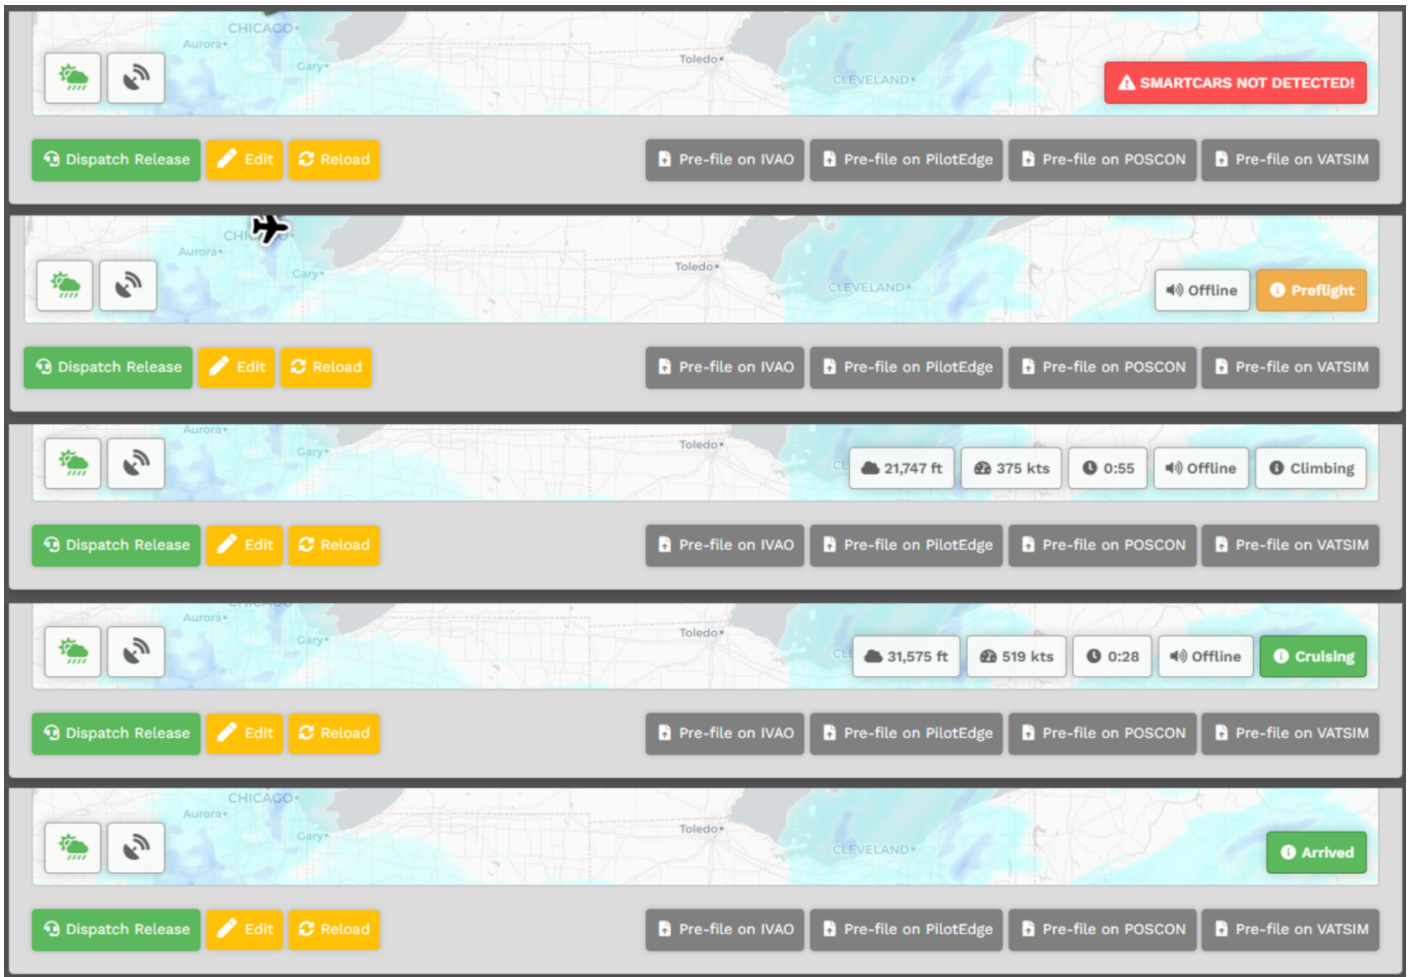 CHICAGO
Aurora
Gary
Toledo
CLEVELAND
SMARTCARS NOT DETECTED!
Dispatch Release Edit Reload Pre-file on IVAO Pre-file on PilotEdge Pre-file on POSCON Pre-file on VATSIM
Aurora
Gary
Toledo
CLEVELAND
Offline Preflight
Dispatch Release Edit Reload Pre-file on IVAO Pre-file on PilotEdge Pre-file on POSCON Pre-file on VATSIM
Aurora
Gary
Toledo
21,747 ft 375 kts 0:55 Offline Climbing
Dispatch Release Edit Reload Pre-file on IVAO Pre-file on PilotEdge Pre-file on POSCON Pre-file on VATSIM
CHICAGO
Aurora
Gary
Toledo
31,575 ft 519 kts 0:28 Offline Cruising
Dispatch Release Edit Reload Pre-file on IVAO Pre-file on PilotEdge Pre-file on POSCON Pre-file on VATSIM
CHICAGO
Aurora
Gary
Toledo
CLEVELAND
Arrived
Dispatch Release Edit Reload Pre-file on IVAO Pre-file on PilotEdge Pre-file on POSCON Pre-file on VATSIM